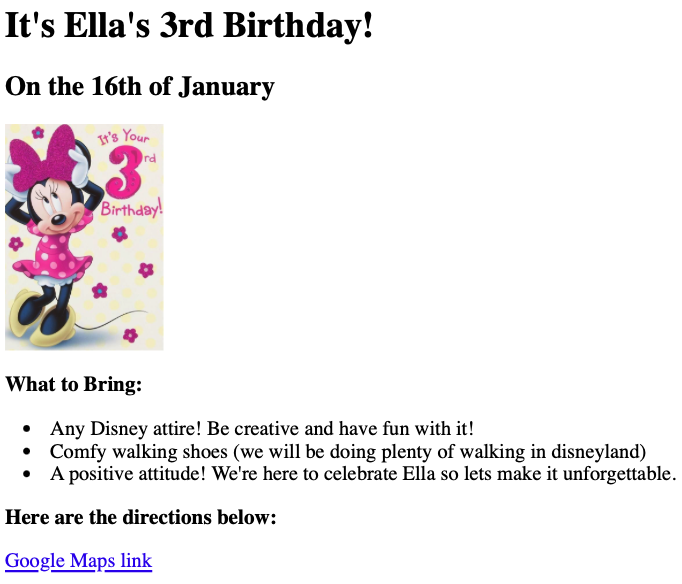 It's Ella's 3rd Birthday!
On the 16th of January
It's Your
3rd
Birthday!
What to Bring:
• Any Disney attire! Be creative and have fun with it!
• Comfy walking shoes (we will be doing plenty of walking in disneyland)
• A positive attitude! We're here to celebrate Ella so lets make it unforgettable.
Here are the directions below:
Google Maps link